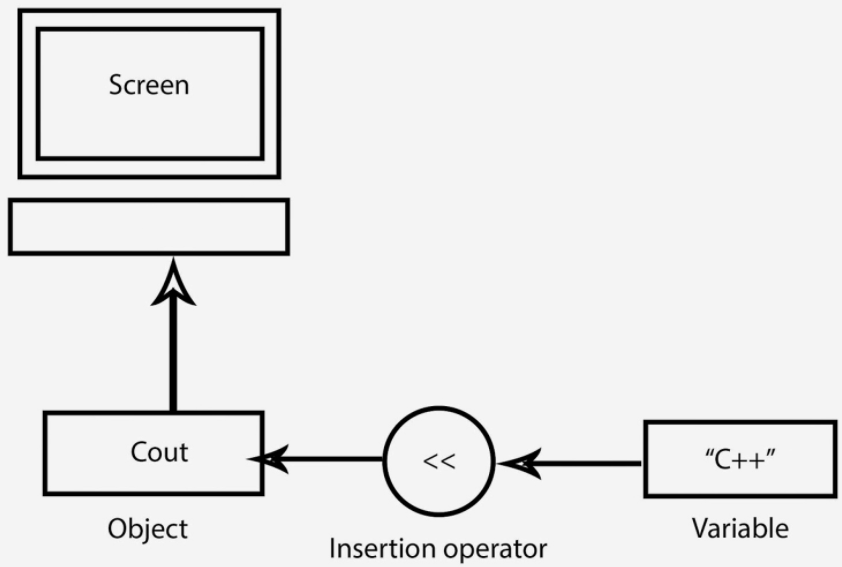 Screen
Cout
<<
“C++”
Object
Insertion operator
Variable